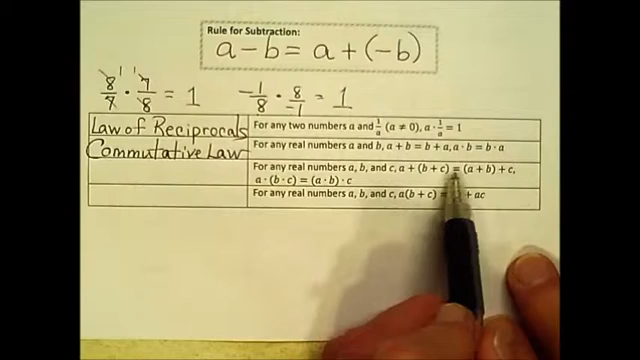 Rule for Subtraction:
a - b = a + (-b)
8/7 · 7/8 = 1 -1/8 · 8/-1 = 1
Law of Reciprocals
For any two numbers a and 1/a (a ≠ 0), a · 1/a = 1
Commutative Law
For any real numbers a and b, a + b = b + a, a · b = b · a
For any real numbers a, b, and c, a + (b + c) = (a + b) + c,
a · (b · c) = (a · b) · c
For any real numbers a, b, and c, a(b + c) = + ac